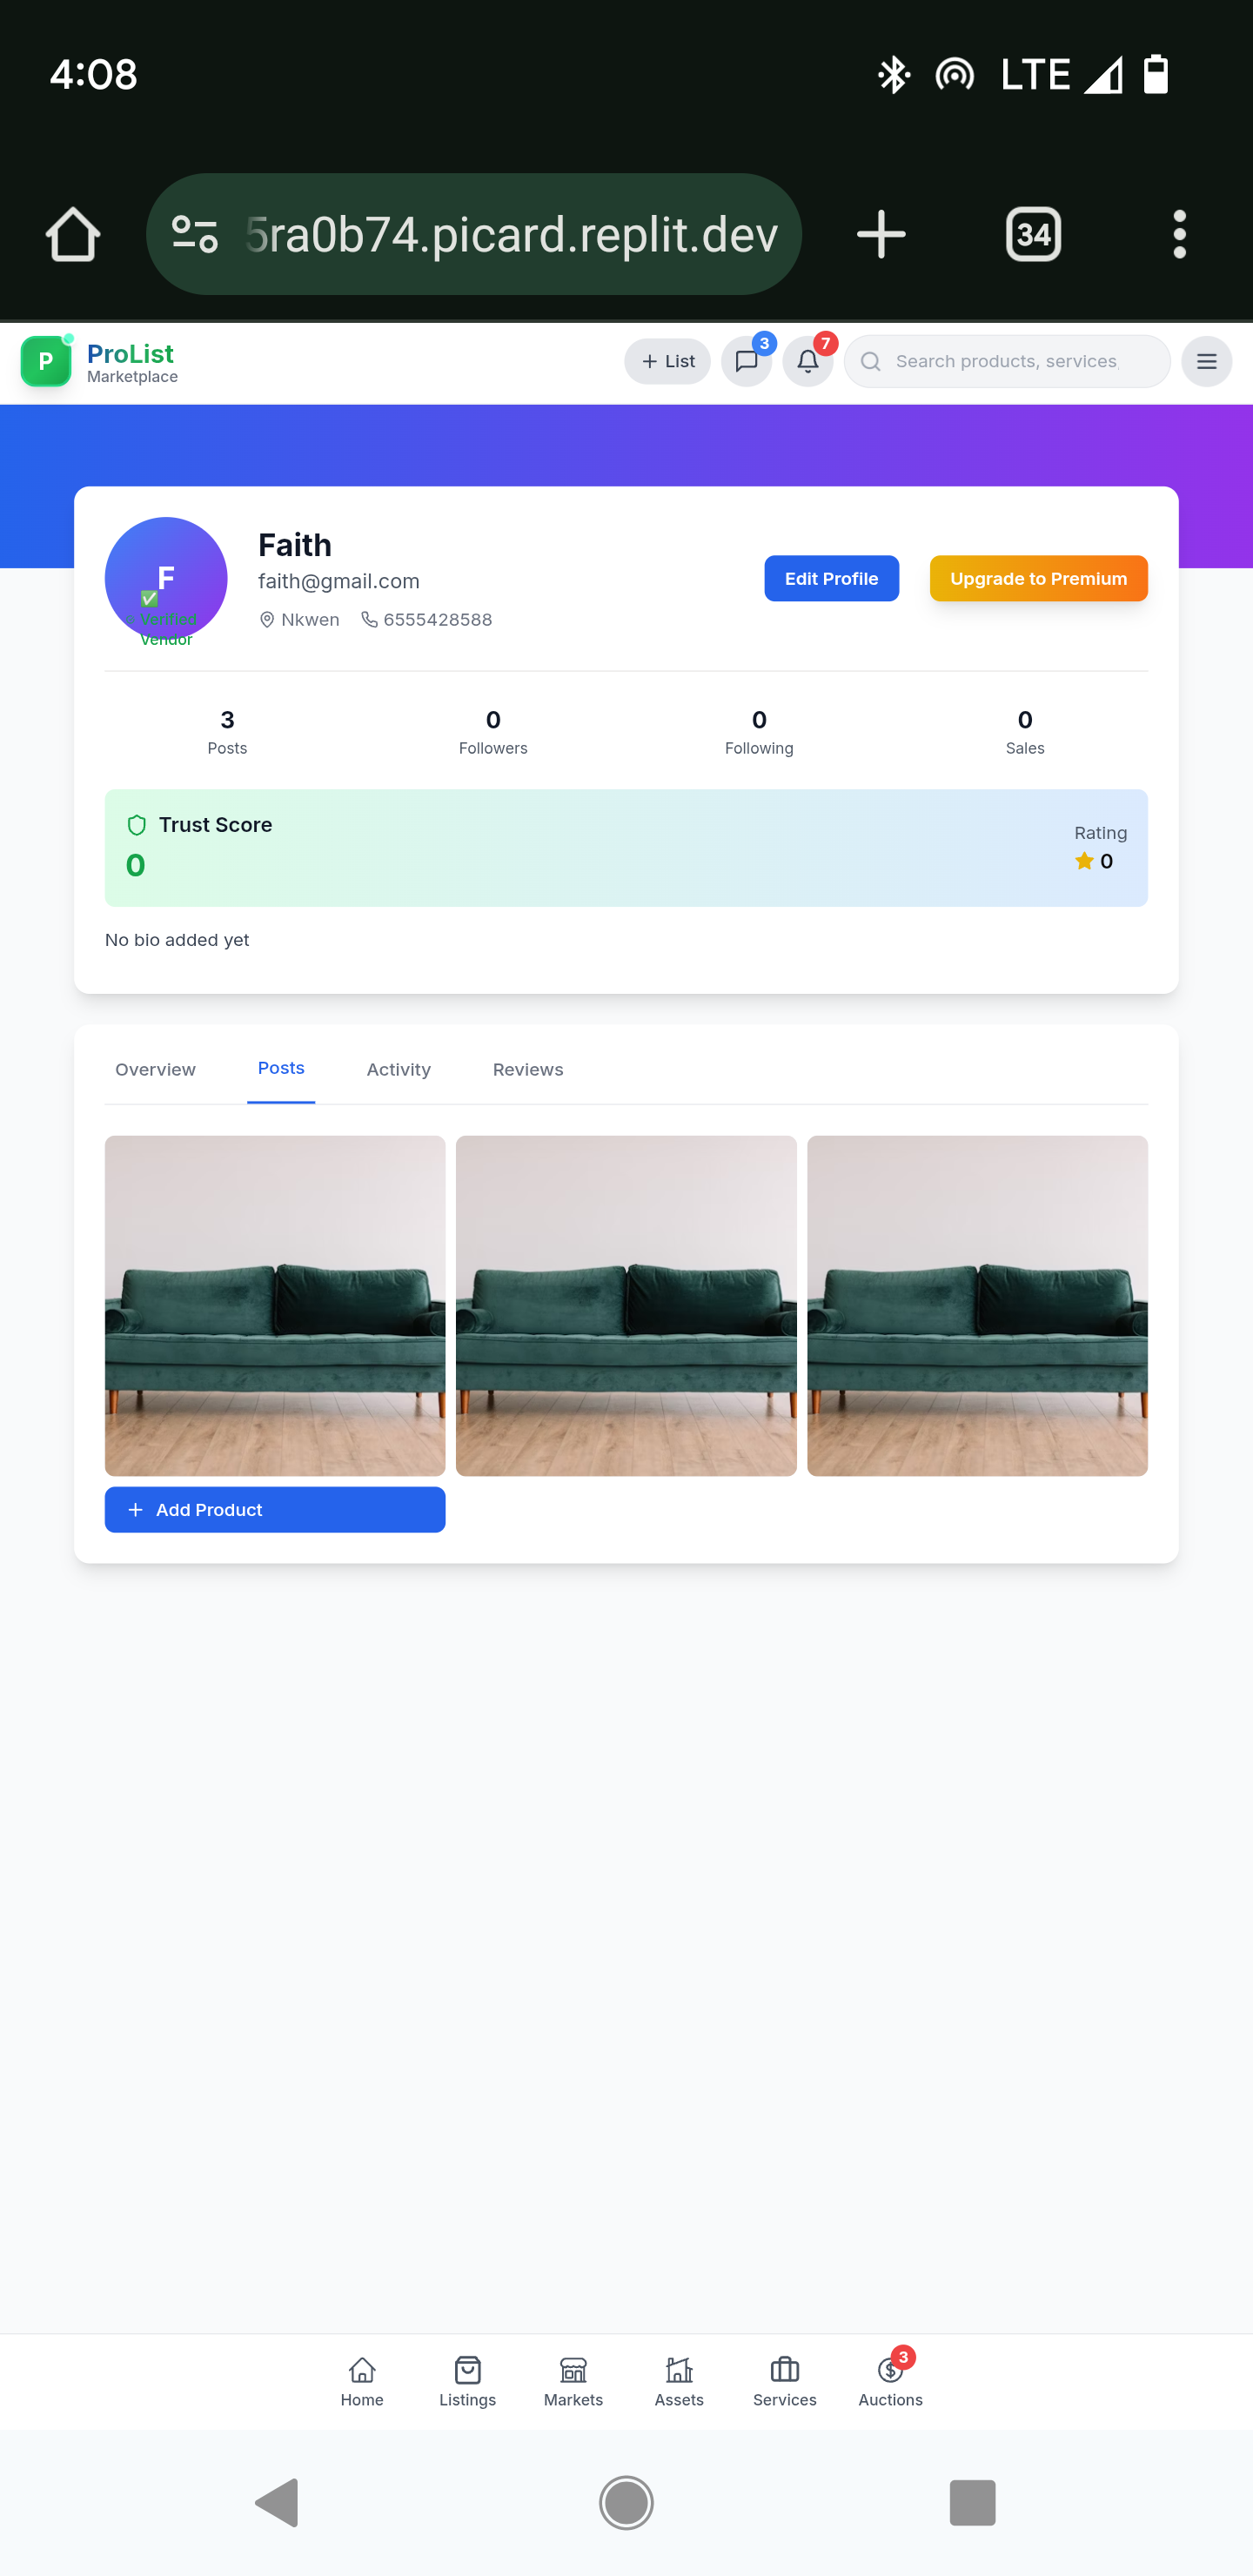 4:08
LTE
5ra0b74.picard.replit.dev
34
P
ProList
Marketplace
List
3
7
Search products, services,
F
✅
Verified
Vendor
Faith
faith@gmail.com
Nkwen 6555428588
Edit Profile
Upgrade to Premium
3
Posts
0
Followers
0
Following
0
Sales
Trust Score
0
Rating
0
No bio added yet
Overview
Posts
Activity
Reviews
Add Product
Home
Listings
Markets
Assets
Services
3
Auctions